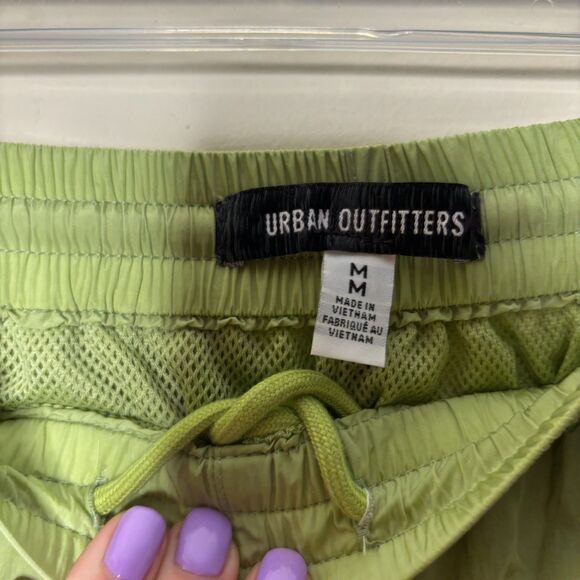 URBAN OUTFITTERS
M
M
MADE IN
VIETNAM
FABRIQUÉ AU
VIETNAM